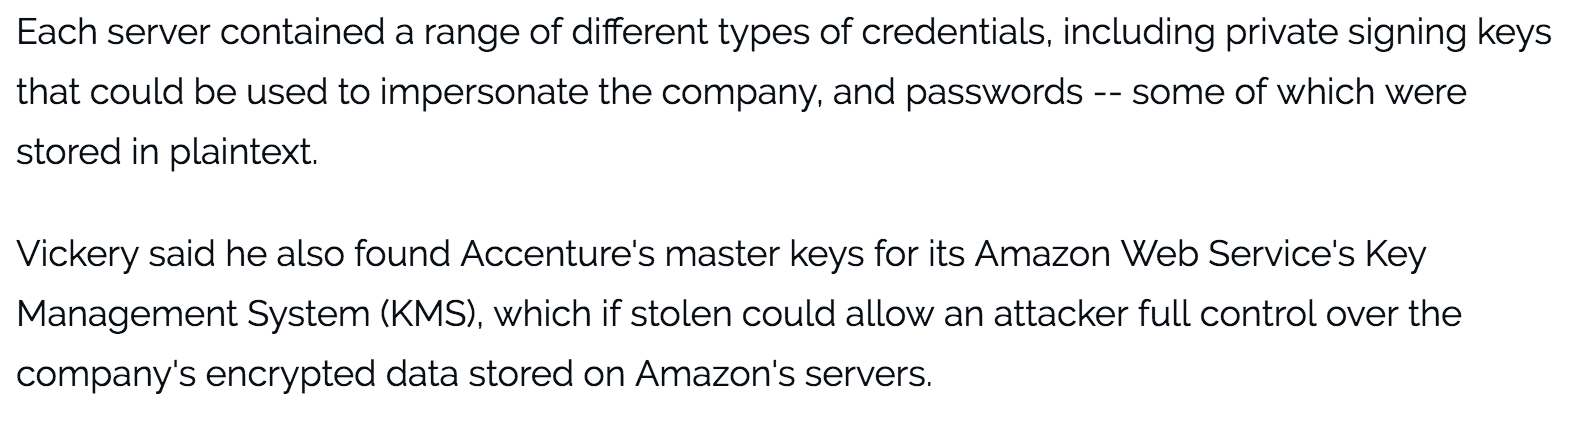 Each server contained a range of different types of credentials, including private signing keys
that could be used to impersonate the company, and passwords -- some of which were
stored in plaintext.
Vickery said he also found Accenture's master keys for its Amazon Web Service's Key
Management System (KMS), which if stolen could allow an attacker full control over the
company's encrypted data stored on Amazon's servers.